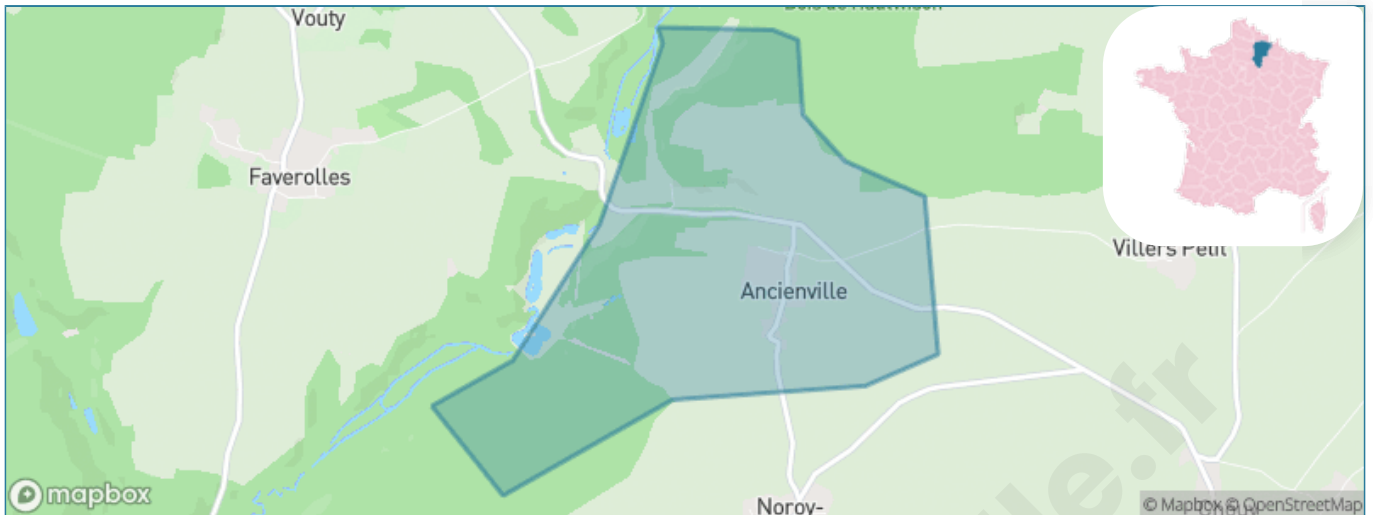 Vouty
Faverolles
Villers Petit
Ancienville
Noroy-
mapbox
© Mapbox © OpenStreetMap